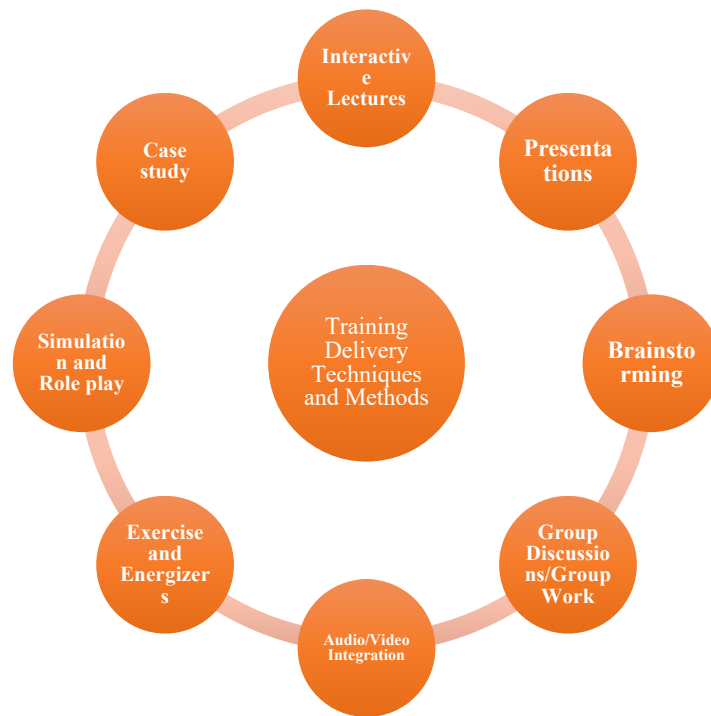 Interactiv
e
Lectures
Presenta
tions
Brainsto
rming
Group
Discussio
ns/Group
Work
Audio/Video
Integration
Exercise
and
Energizer
s
Simulatio
n and
Role play
Case
study
Training
Delivery
Techniques
and Methods